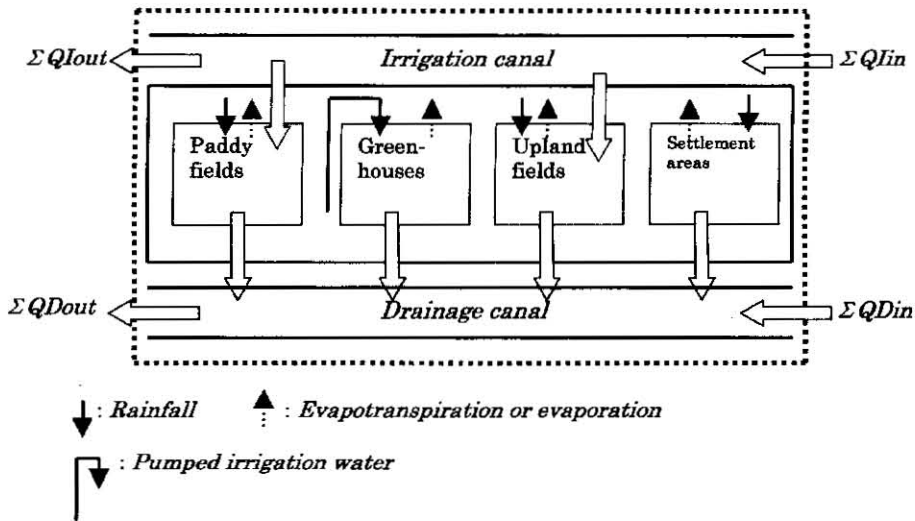 ΣQIout
Irrigation canal
ΣQIin
Paddy
fields
Green-
houses
Upland
fields
Settlement
areas
ΣQDout
Drainage canal
ΣQDin
: Rainfall
: Evapotranspiration or evaporation
: Pumped irrigation water